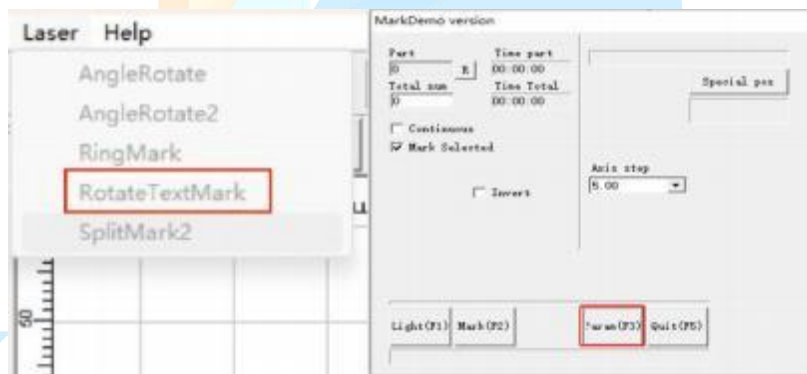 Laser Help
AngleRotate
AngleRotate2
RingMark
RotateTextMark
SplitMark2
50
MarkDemo version
Part Time part
0 R 00:00:00
Total num Time Total
0 00:00:00
Continuous
Mark Selected
Invert
Special pos
Axis step
5.00
Light(F1) Mark(F2) Param(F3) Quit(F5)